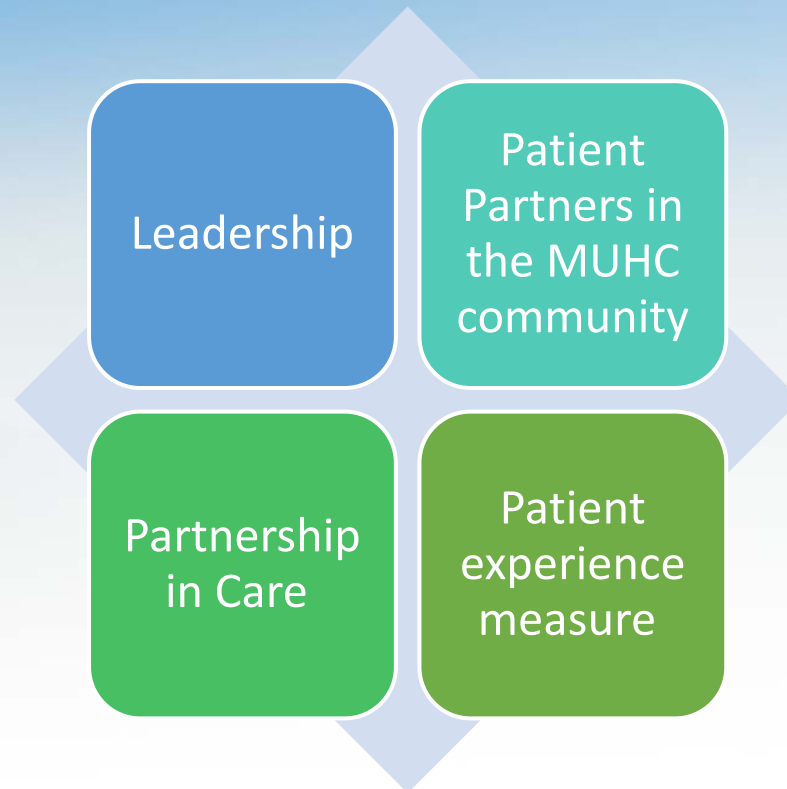 Leadership
Patient
Partners in
the MUHC
community
Partnership
in Care
Patient
experience
measure